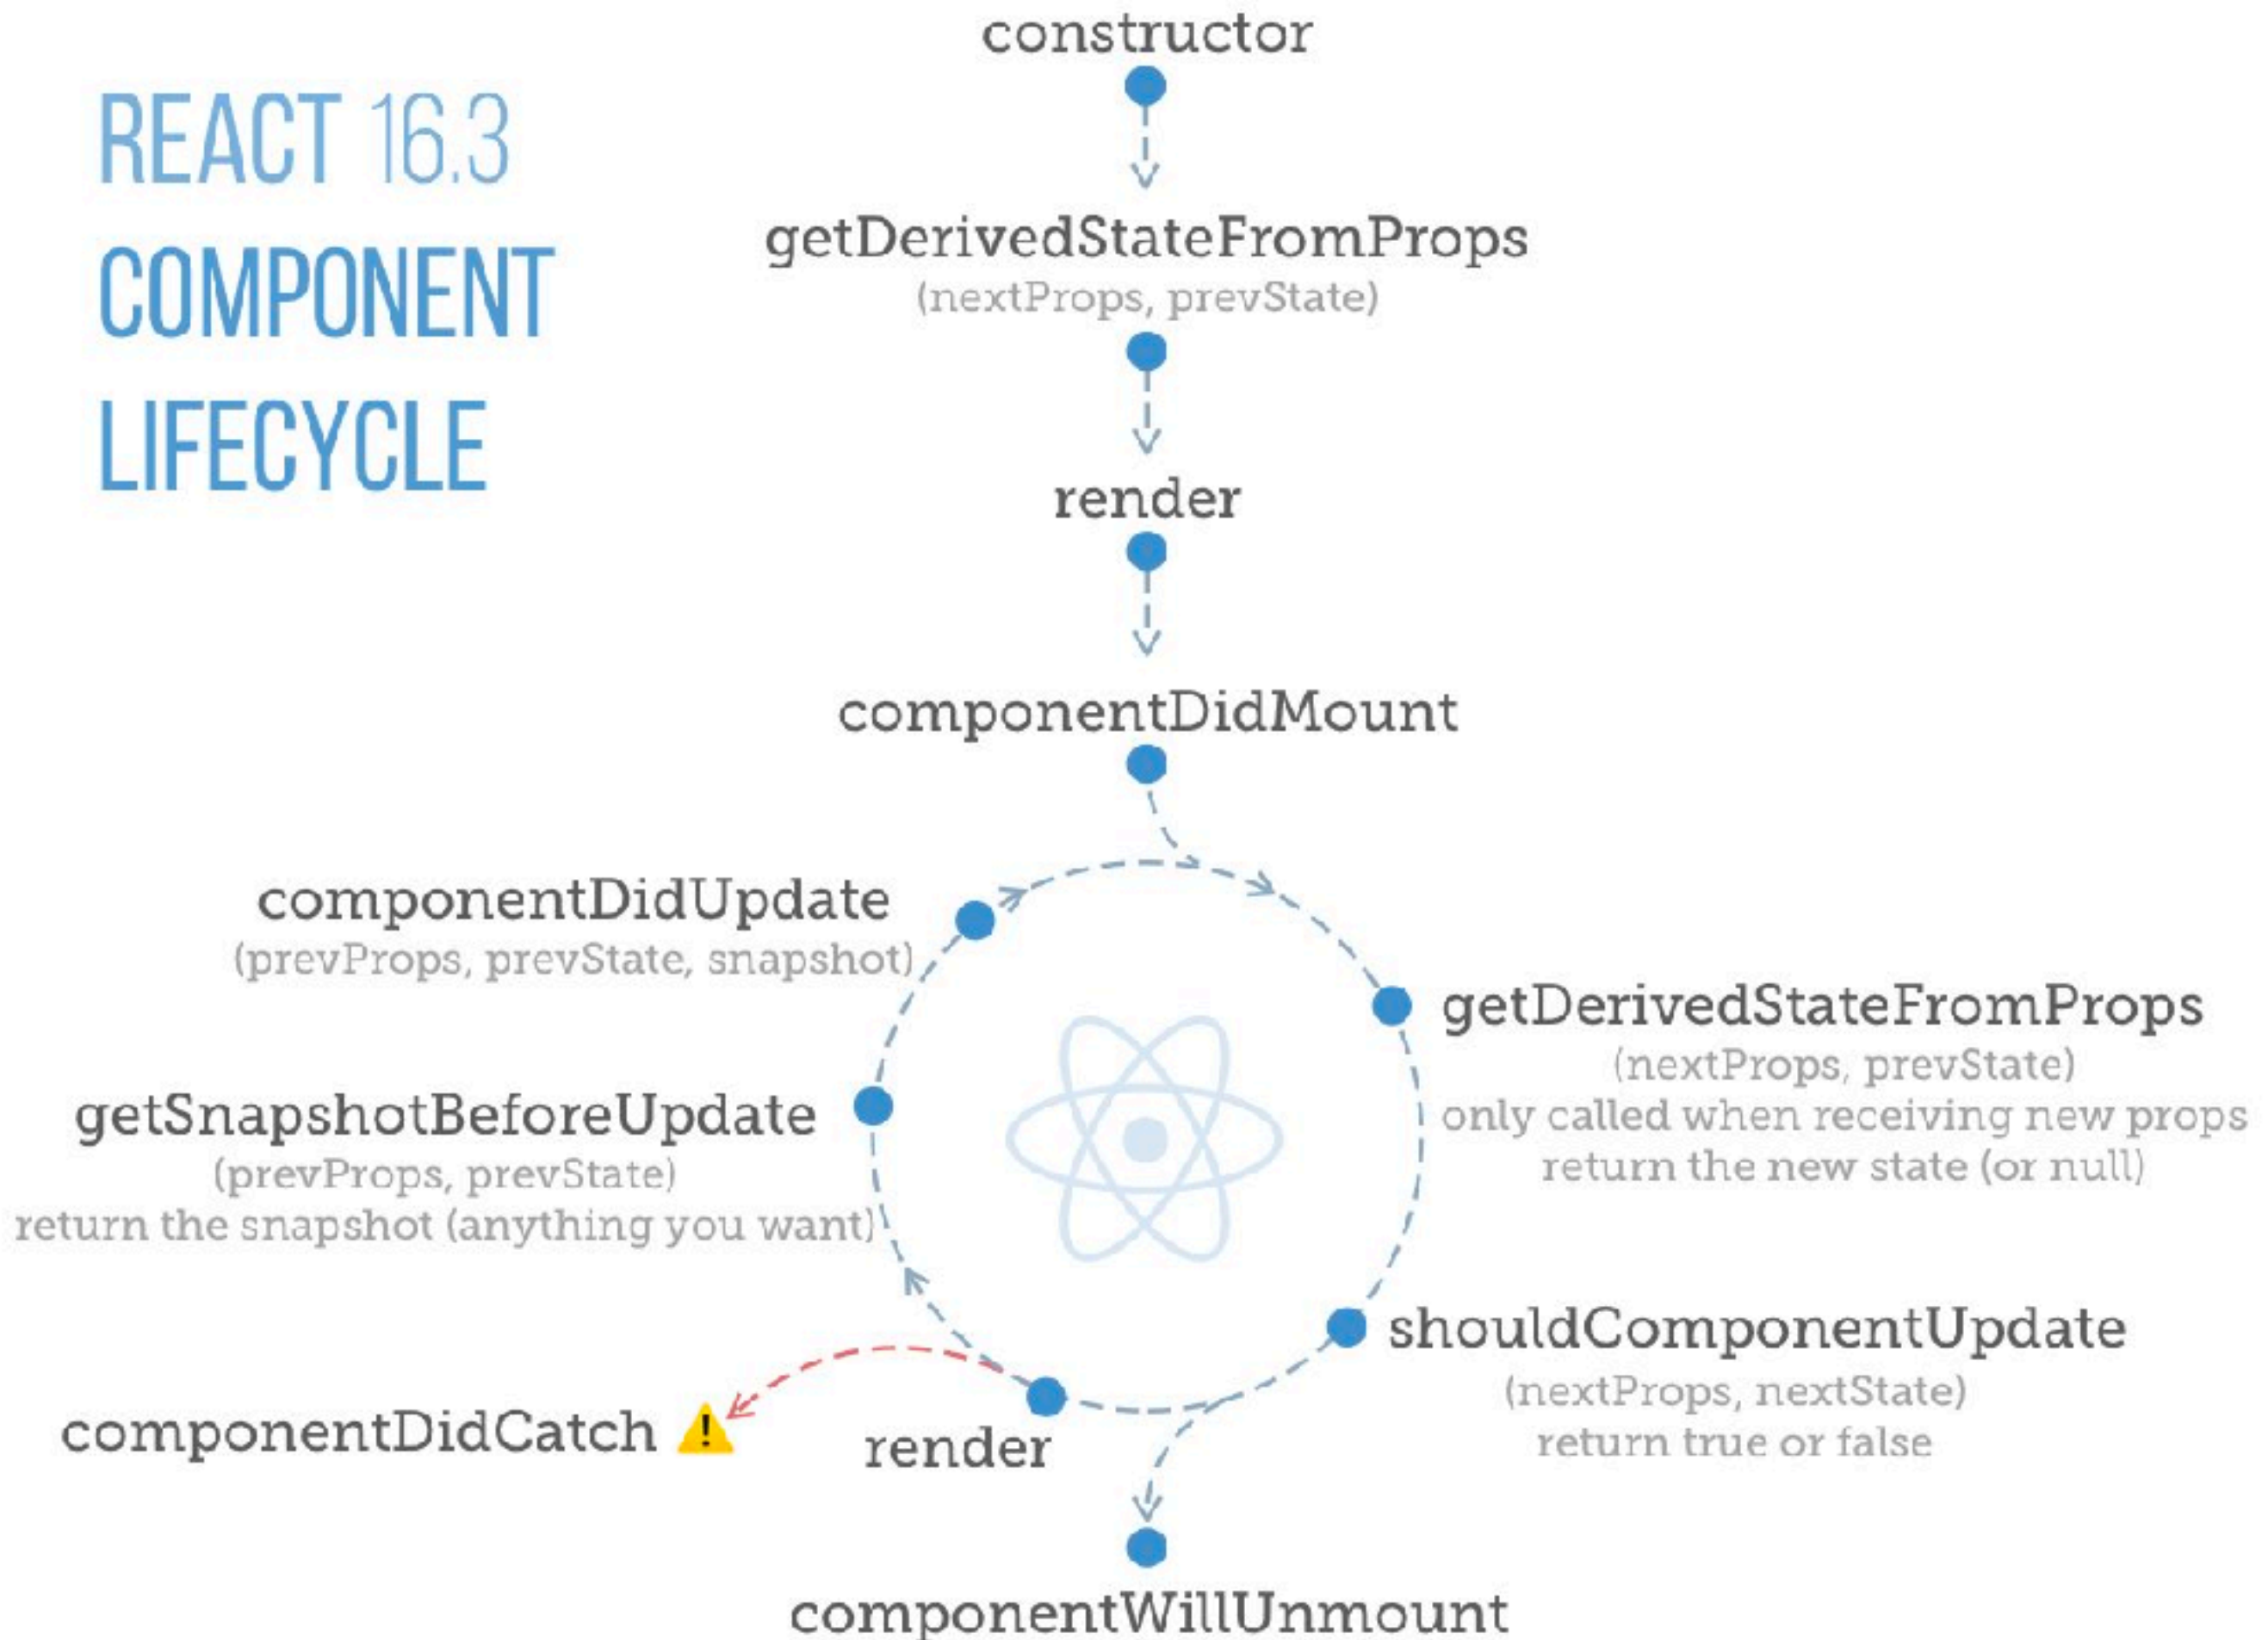 REACT 16.3
COMPONENT
LIFECYCLE
constructor
getDerivedStateFromProps
(nextProps, prevState)
render
componentDidMount
componentDidUpdate
(prevProps, prevState, snapshot)
getDerivedStateFromProps
(nextProps, prevState)
only called when receiving new props
return the new state (or null)
getSnapshotBeforeUpdate
(prevProps, prevState)
return the snapshot (anything you want)
shouldComponentUpdate
(nextProps, nextState)
return true or false
componentDidCatch ⚠
render
componentWillUnmount